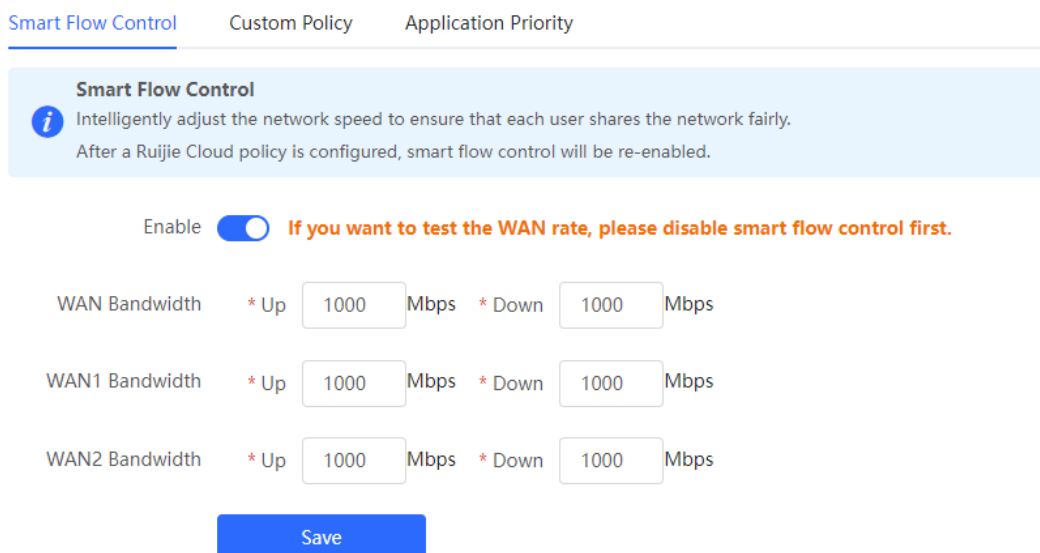 Smart Flow Control Custom Policy Application Priority
Smart Flow Control
i
Intelligently adjust the network speed to ensure that each user shares the network fairly.
After a Ruijie Cloud policy is configured, smart flow control will be re-enabled.
Enable If you want to test the WAN rate, please disable smart flow control first.
WAN Bandwidth * Up 1000 Mbps * Down 1000 Mbps
WAN1 Bandwidth * Up 1000 Mbps * Down 1000 Mbps
WAN2 Bandwidth * Up 1000 Mbps * Down 1000 Mbps
Save